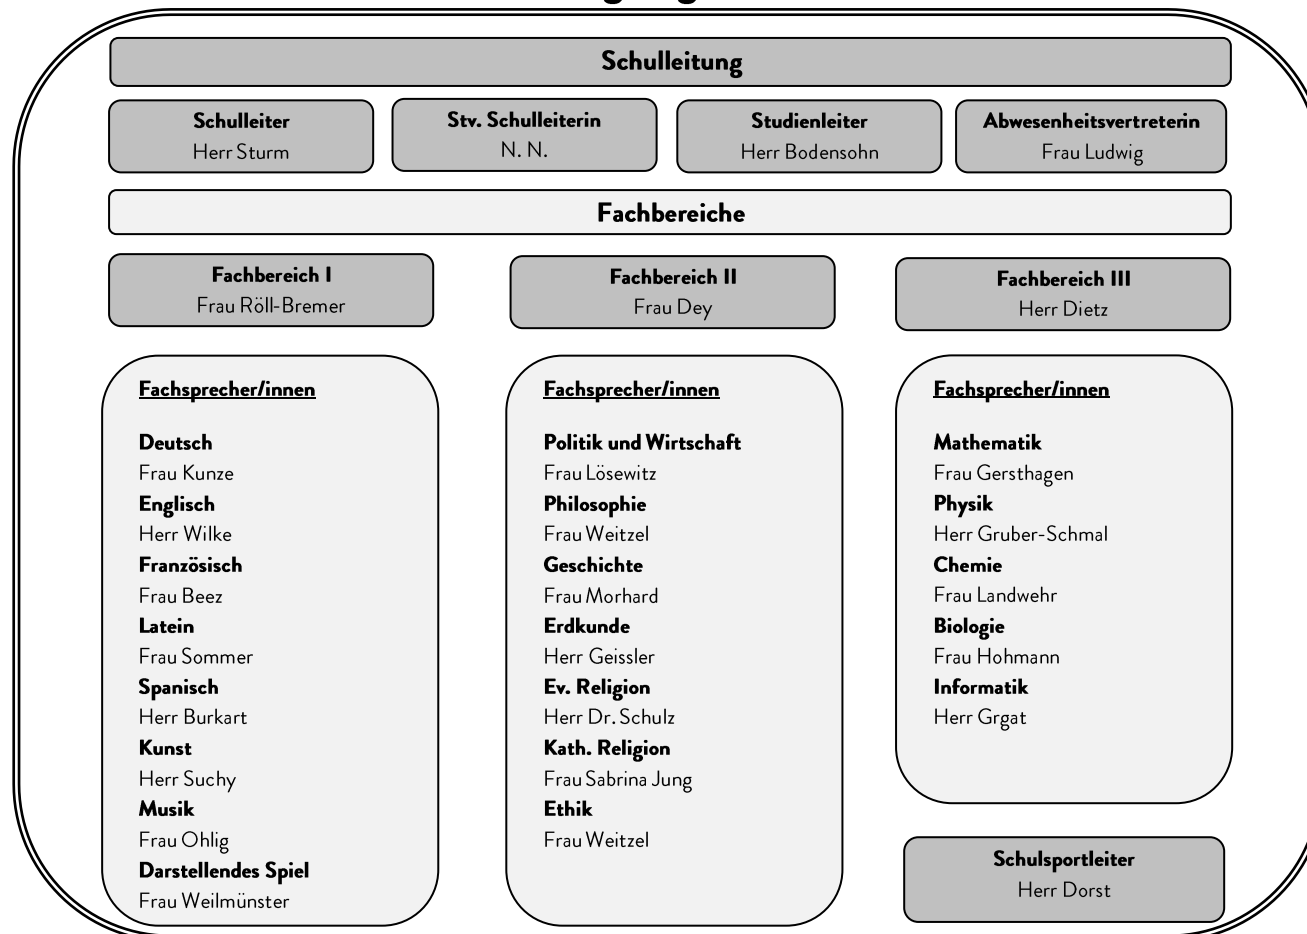 Schulleitung
Schulleiter
Herr Sturm
Stv. Schulleiterin
N. N.
Studienleiter
Herr Bodensohn
Abwesenheitsvertreterin
Frau Ludwig
Fachbereiche
Fachbereich I
Frau Röll-Bremer
Fachbereich II
Frau Dey
Fachbereich III
Herr Dietz
Fachsprecher/innen
Deutsch
Frau Kunze
Englisch
Herr Wilke
Französisch
Frau Beez
Latein
Frau Sommer
Spanisch
Herr Burkart
Kunst
Herr Suchy
Musik
Frau Ohlig
Darstellendes Spiel
Frau Weilmünster
Fachsprecher/innen
Politik und Wirtschaft
Frau Lösewitz
Philosophie
Frau Weitzel
Geschichte
Frau Morhard
Erdkunde
Herr Geissler
Ev. Religion
Herr Dr. Schulz
Kath. Religion
Frau Sabrina Jung
Ethik
Frau Weitzel
Fachsprecher/innen
Mathematik
Frau Gersthagen
Physik
Herr Gruber-Schmal
Chemie
Frau Landwehr
Biologie
Frau Hohmann
Informatik
Herr Grgat
Schulsportleiter
Herr Dorst